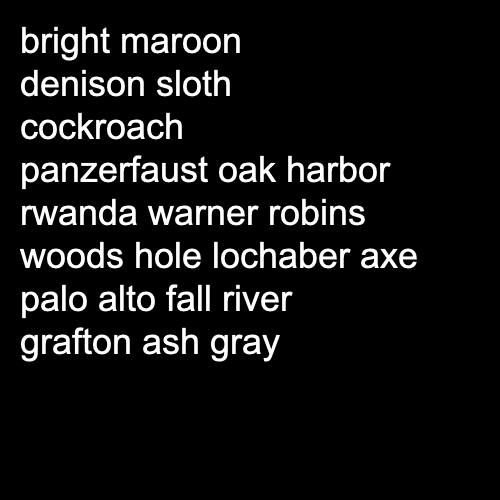 bright maroon
denison sloth
cockroach
panzerfaust oak harbor
rwanda warner robins
woods hole lochaber axe
palo alto fall river
grafton ash gray